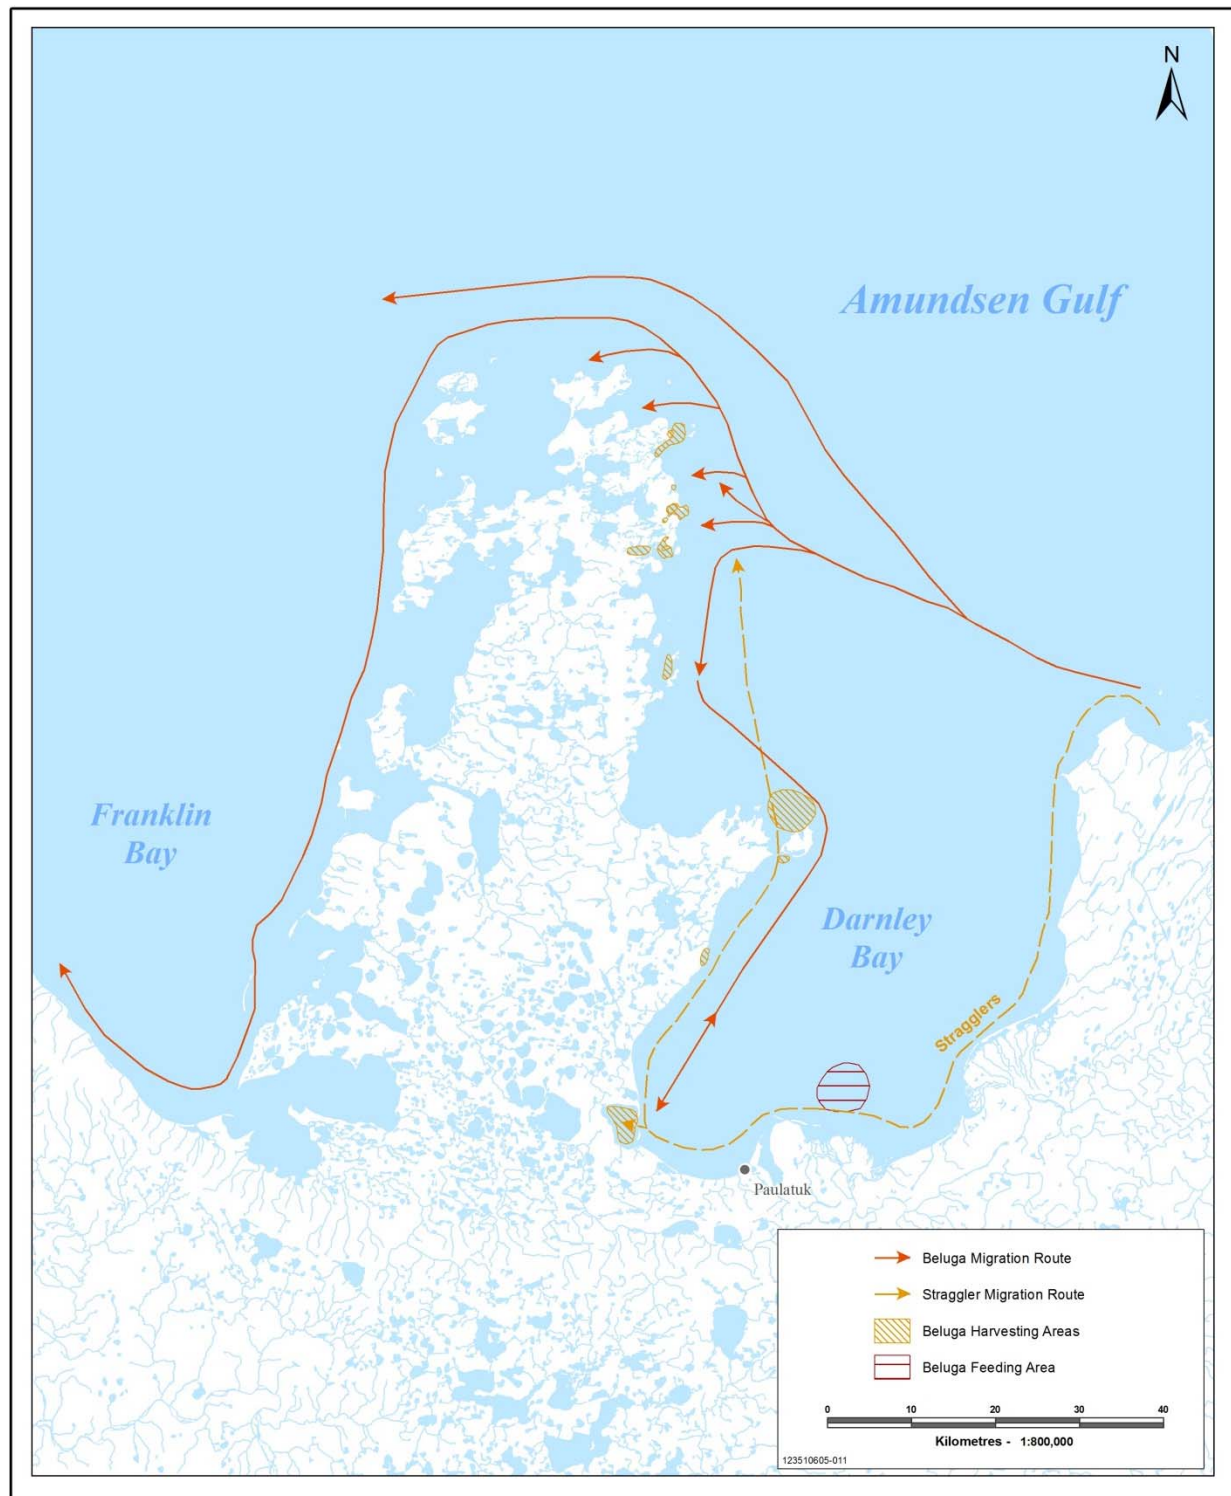 N
Amundsen Gulf
Franklin
Bay
Darnley
Bay
Stragglers
Paulatuk
Beluga Migration Route
Straggler Migration Route
Beluga Harvesting Areas
Beluga Feeding Area
0 10 20 30 40
Kilometres - 1:800,000
123510605-011